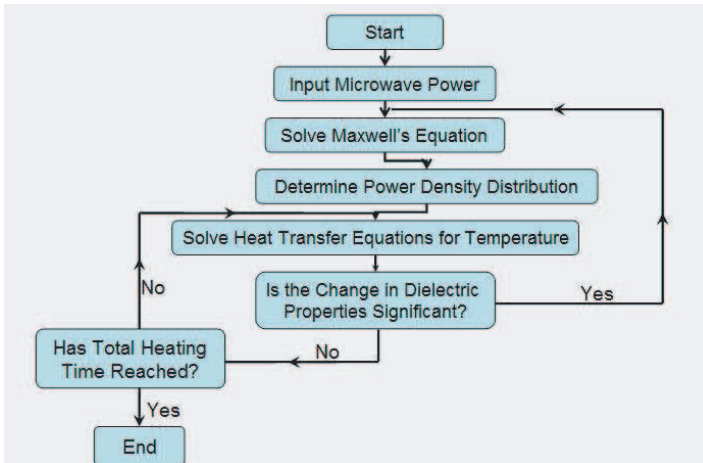 Start
Input Microwave Power
Solve Maxwell's Equation
Determine Power Density Distribution
Solve Heat Transfer Equations for Temperature
No
Is the Change in Dielectric
Properties Significant?
Yes
Has Total Heating
Time Reached?
No
Yes
End